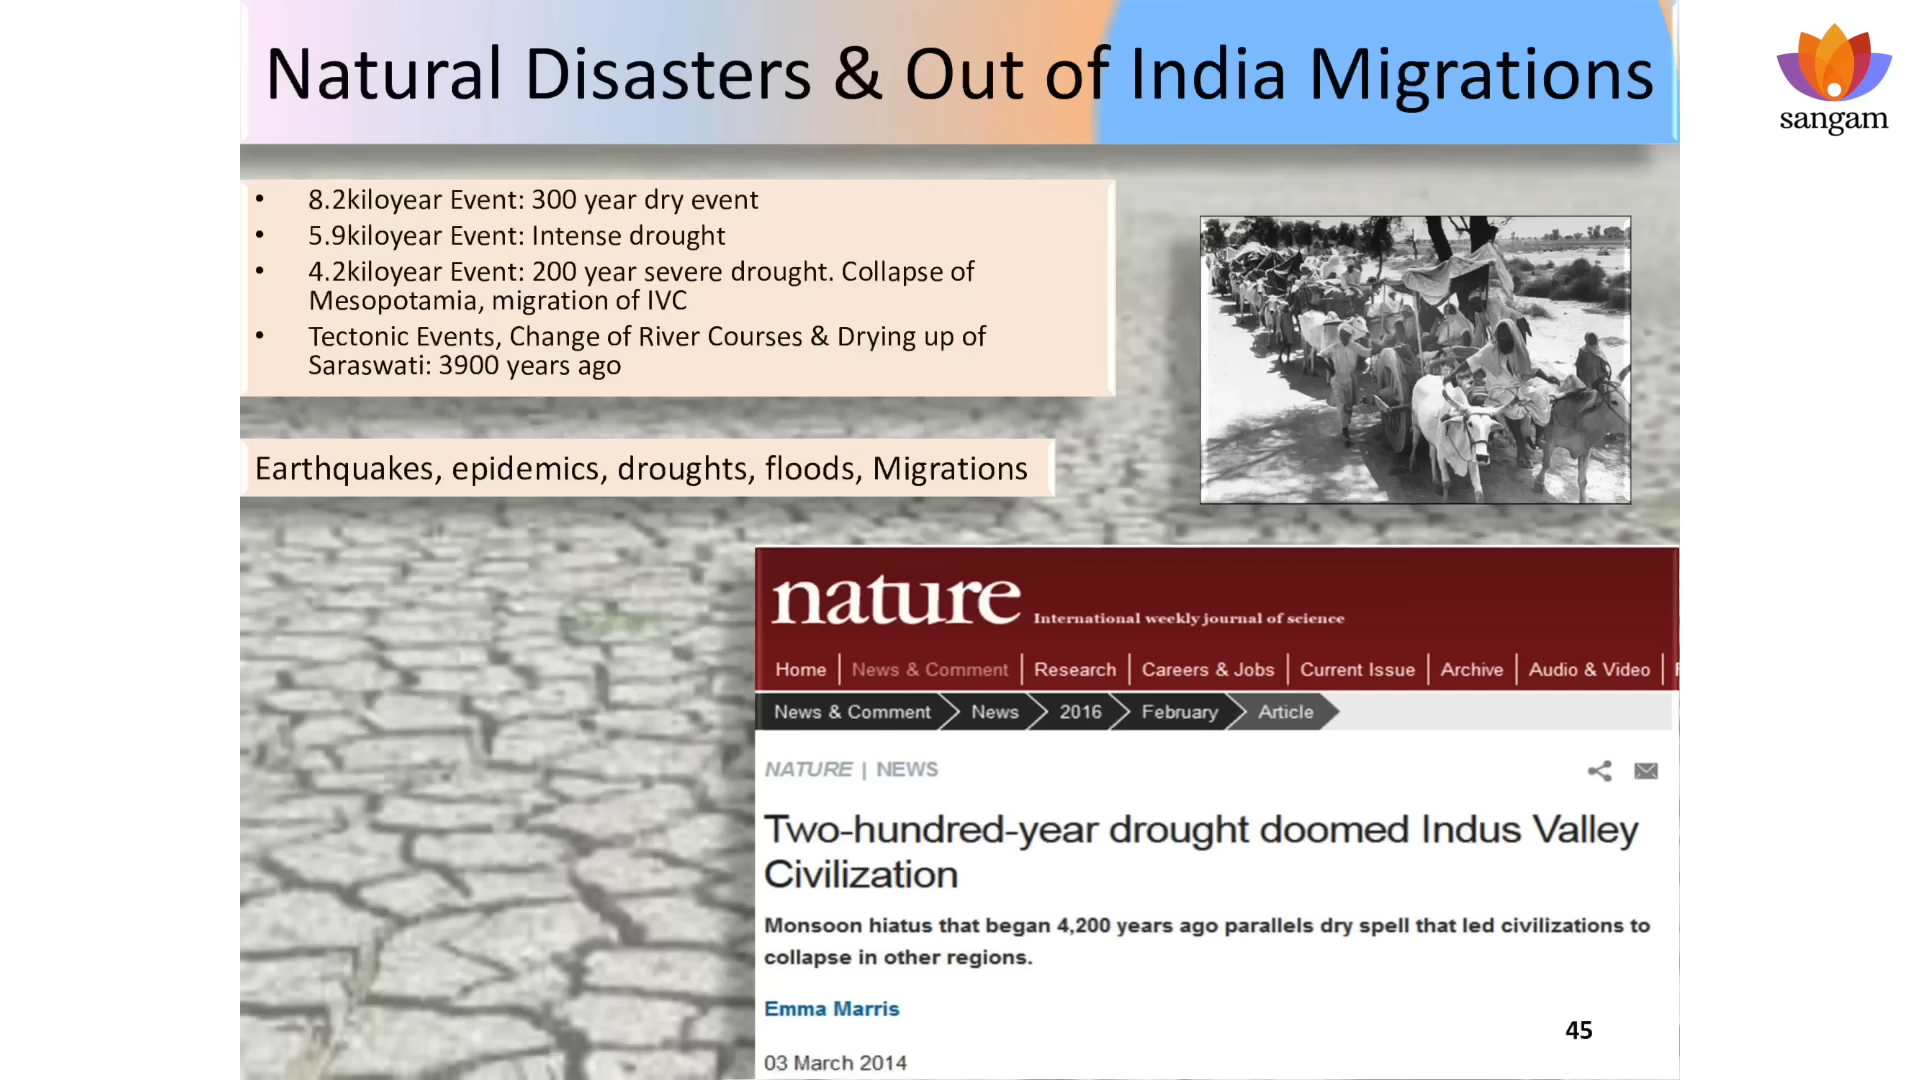 Natural Disasters & Out of India Migrations
sangam
• 8.2kiloyear Event: 300 year dry event
• 5.9kiloyear Event: Intense drought
• 4.2kiloyear Event: 200 year severe drought. Collapse of
Mesopotamia, migration of IVC
• Tectonic Events, Change of River Courses & Drying up of
Saraswati: 3900 years ago
Earthquakes, epidemics, droughts, floods, Migrations
nature International weekly journal of science
Home | News & Comment | Research | Careers & Jobs | Current Issue | Archive | Audio & Video |
News & Comment News 2016 February Article
NATURE | NEWS
Two-hundred-year drought doomed Indus Valley
Civilization
Monsoon hiatus that began 4,200 years ago parallels dry spell that led civilizations to
collapse in other regions.
Emma Marris
45
03 March 2014